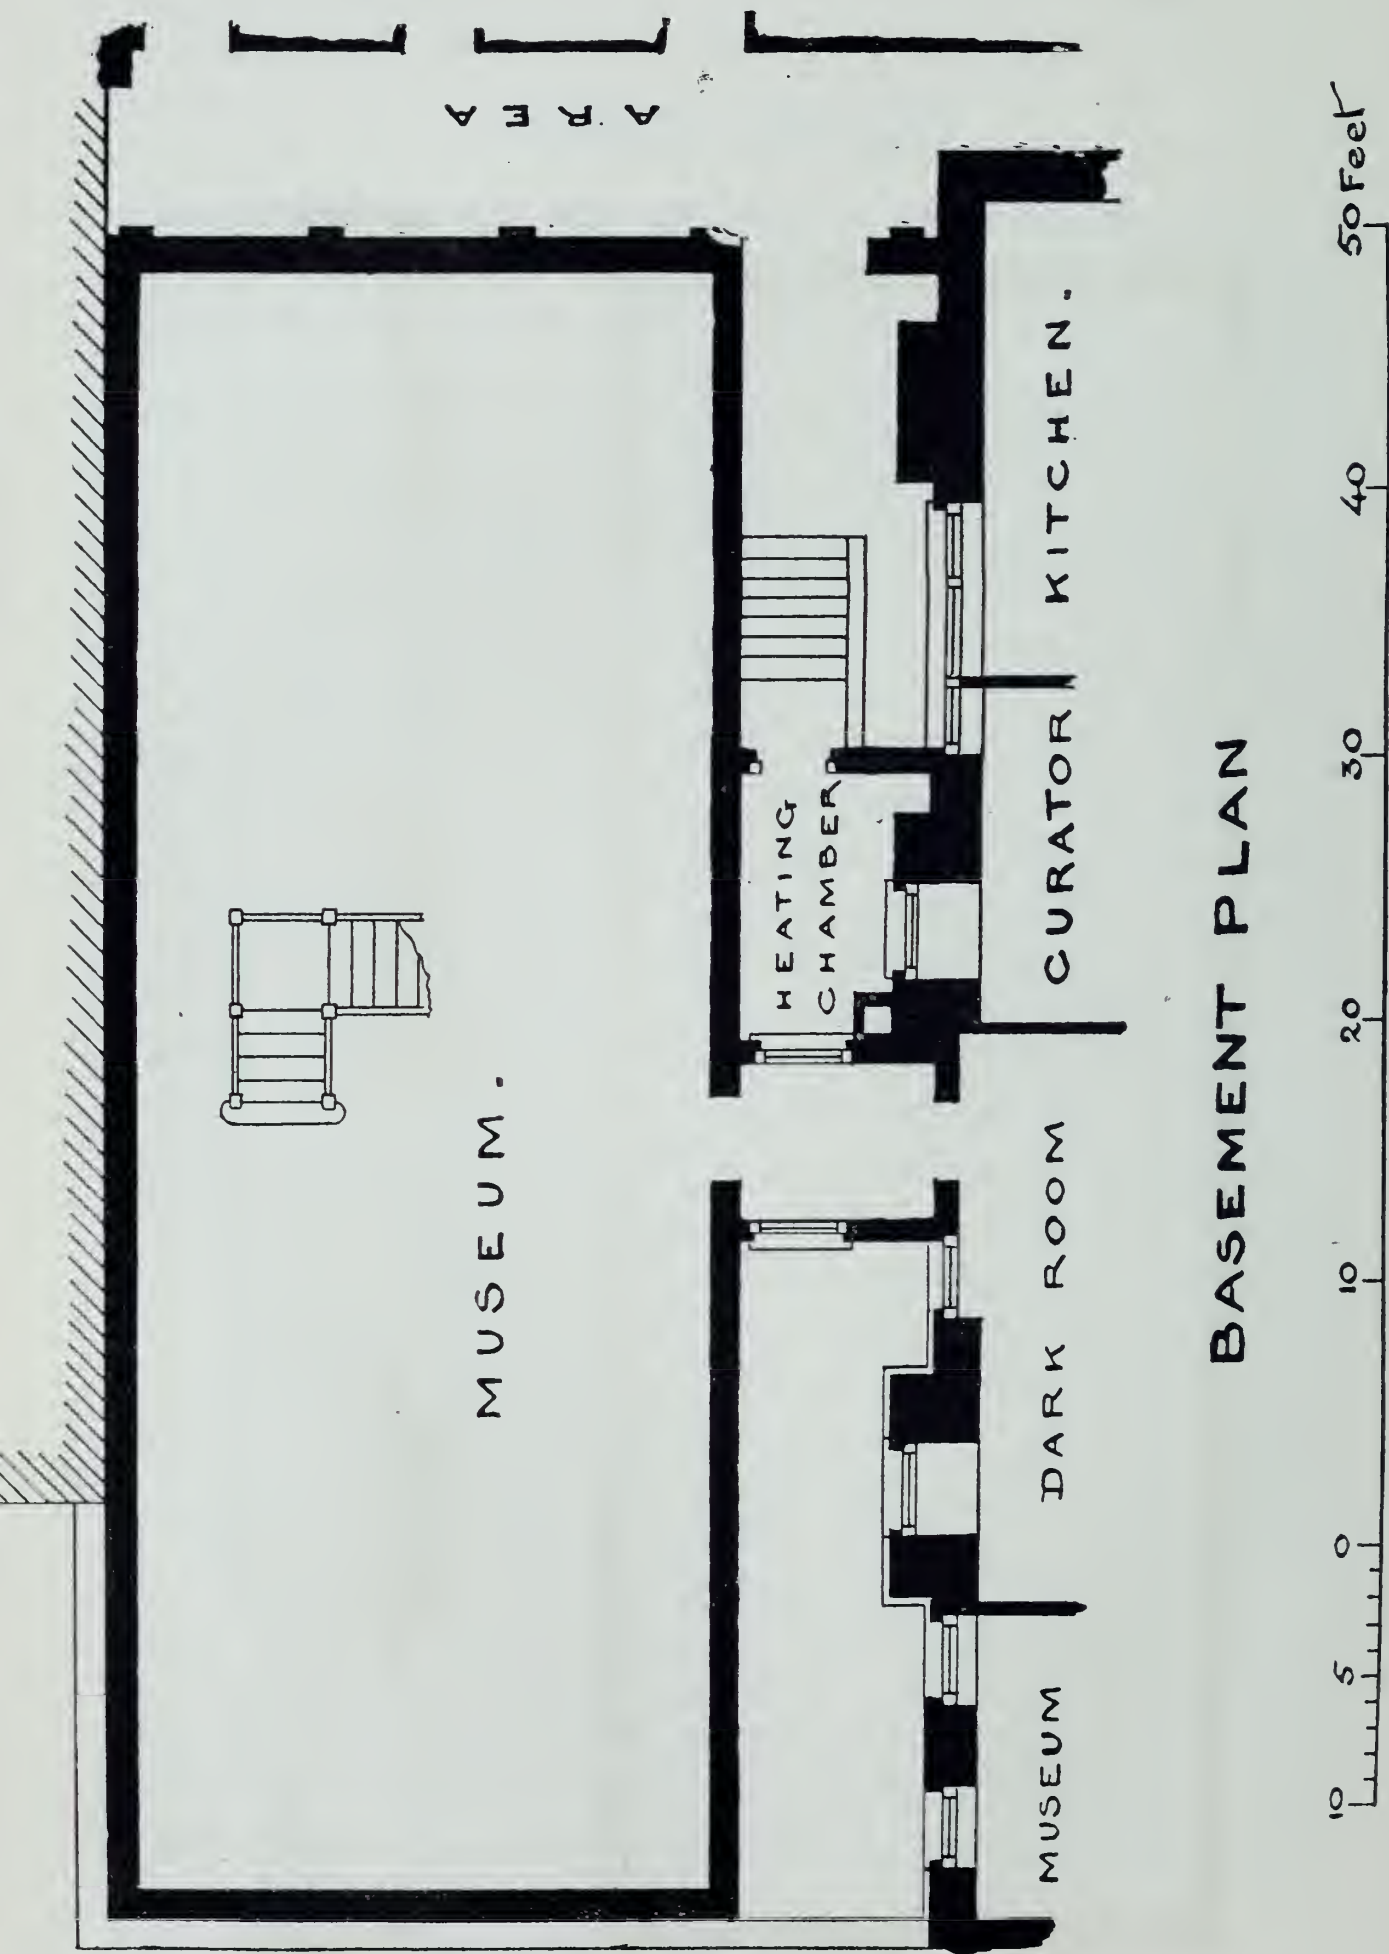 AREA
MUSEUM.
HEATING
CHAMBER
MUSEUM DARK ROOM CURATOR KITCHEN.
BASEMENT PLAN
10 5 0 10 20 30 40 50 Feet